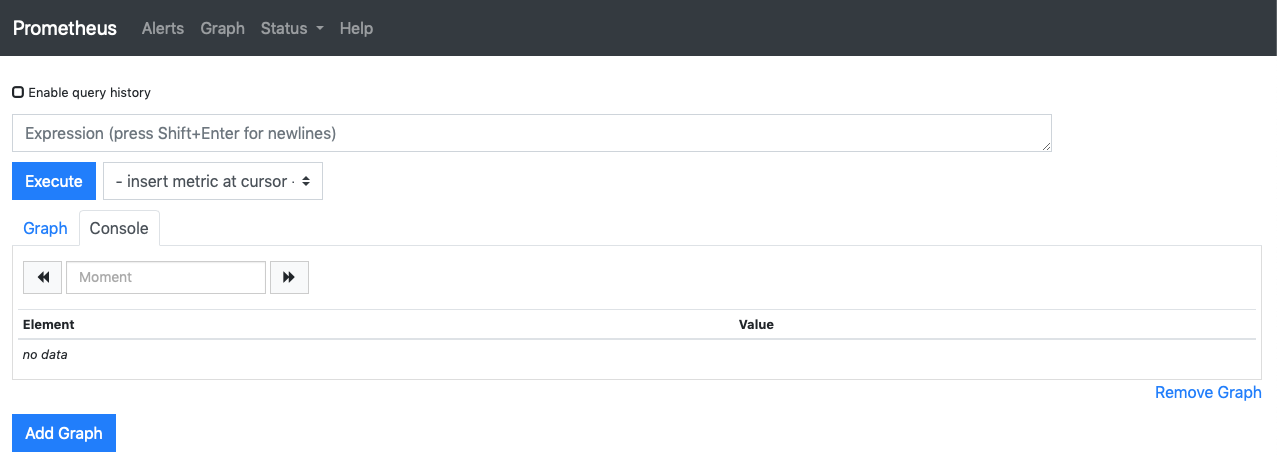 Prometheus Alerts Graph Status Help
Enable query history
Expression (press Shift+Enter for newlines)
Execute - insert metric at cursor -
Graph Console
Moment
Element Value
no data
Remove Graph
Add Graph